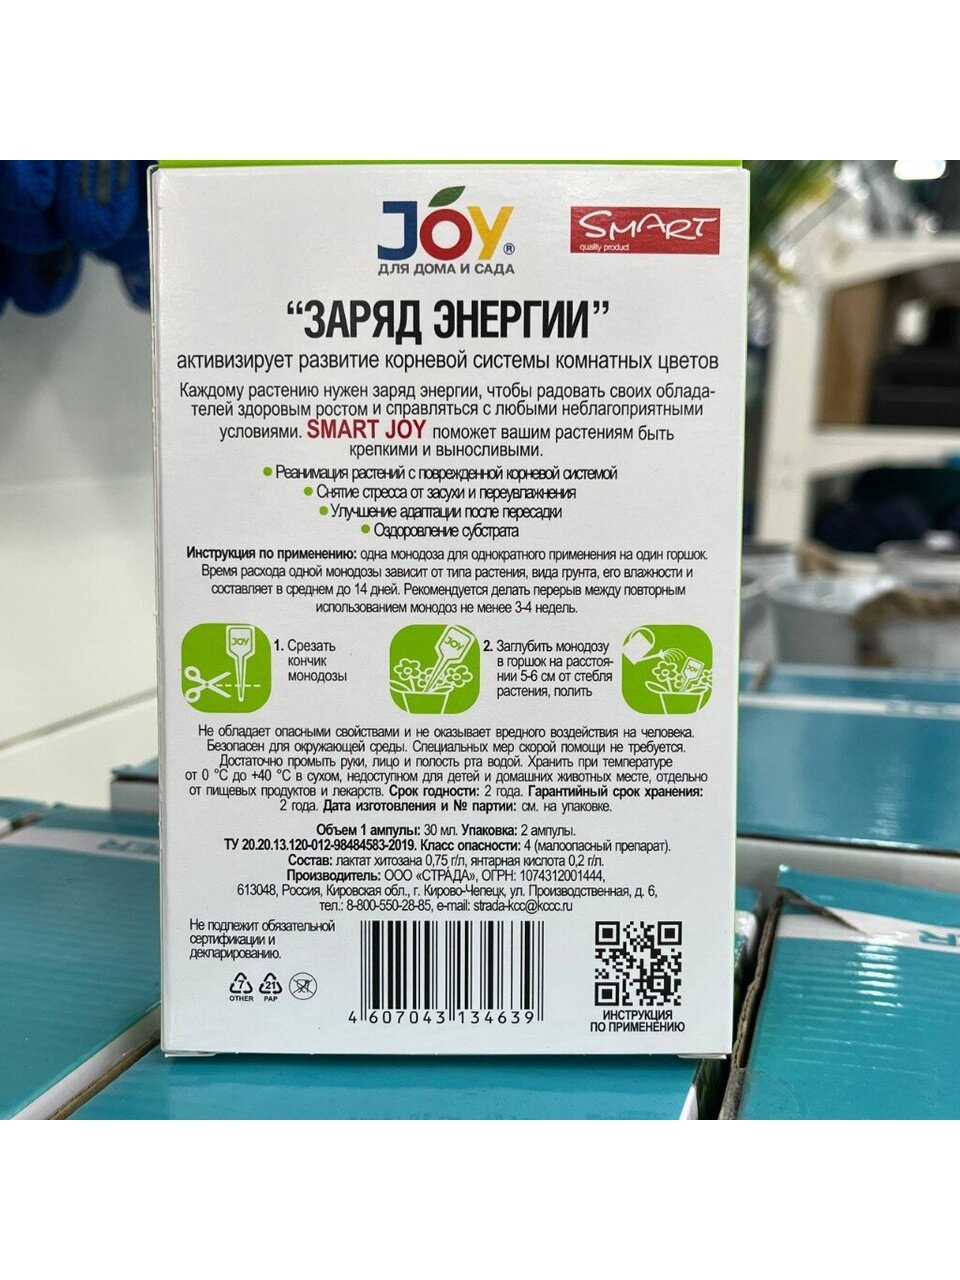 JOY®
ДЛЯ ДОМА И САДА
SMART
quality product
“ЗАРЯД ЭНЕРГИИ”
активизирует развитие корневой системы комнатных цветов
Каждому растению нужен заряд энергии, чтобы радовать своих облада-
телей здоровым ростом и справляться с любыми неблагоприятными
условиями. SMART JOY поможет вашим растениям быть
крепкими и выносливыми.
• Реанимация растений с поврежденной корневой системой
• Снятие стресса от засухи и переувлажнения
• Улучшение адаптации после пересадки
• Оздоровление субстрата
Инструкция по применению: одна монодоза для однократного применения на один горшок.
Время расхода одной монодозы зависит от типа растения, вида грунта, его влажности и
составляет в среднем до 14 дней. Рекомендуется делать перерыв между повторным
использованием монодоз не менее 3-4 недель.
JOY
1. Срезать
кончик
монодозы
JOY
2. Заглубить монодозу
в горшок на расстоя-
нии 5-6 см от стебля
растения, полить
JOY
Не обладает опасными свойствами и не оказывает вредного воздействия на человека.
Безопасен для окружающей среды. Специальных мер скорой помощи не требуется.
Достаточно промыть руки, лицо и полость рта водой. Хранить при температуре
от 0 °С до +40 °С в сухом, недоступном для детей и домашних животных месте, отдельно
от пищевых продуктов и лекарств. Срок годности: 2 года. Гарантийный срок хранения:
2 года. Дата изготовления и № партии: см. на упаковке.
Объем 1 ампулы: 30 мл. Упаковка: 2 ампулы.
ТУ 20.20.13.120-012-98484583-2019. Класс опасности: 4 (малоопасный препарат).
Состав: лактат хитозана 0,75 г/л, янтарная кислота 0,2 г/л.
Производитель: ООО «СТРАДА», ОГРН: 1074312001444,
613048, Россия, Кировская обл., г. Кирово-Чепецк, ул. Производственная, д. 6,
тел.: 8-800-550-28-85, e-mail: strada-kcc@kccc.ru
Не подлежит обязательной
сертификации и
декларированию.
7
OTHER
21
PAP
4 607043 134639
ИНСТРУКЦИЯ
ПО ПРИМЕНЕНИЮ